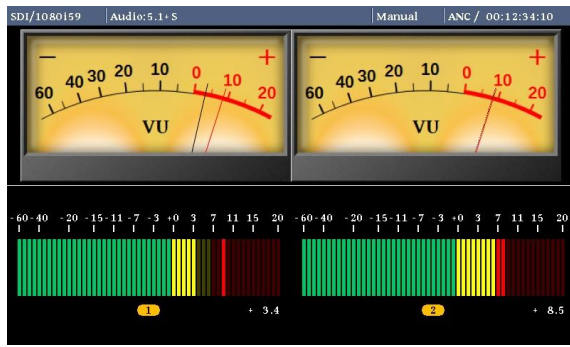 SDI/1080i59 Audio:5.1+S Manual ANC/ 00:12:34:10
− + − +
60 40 30 20 10 0 10 20 60 40 30 20 10 0 10 20
VU VU
-60-40 -20 -15-11 -7 -3 +0 3 7 11 15 20 -60-40 -20 -15-11 -7 -3 +0 3 7 11 15 20
1 + 3.4 2 + 8.5